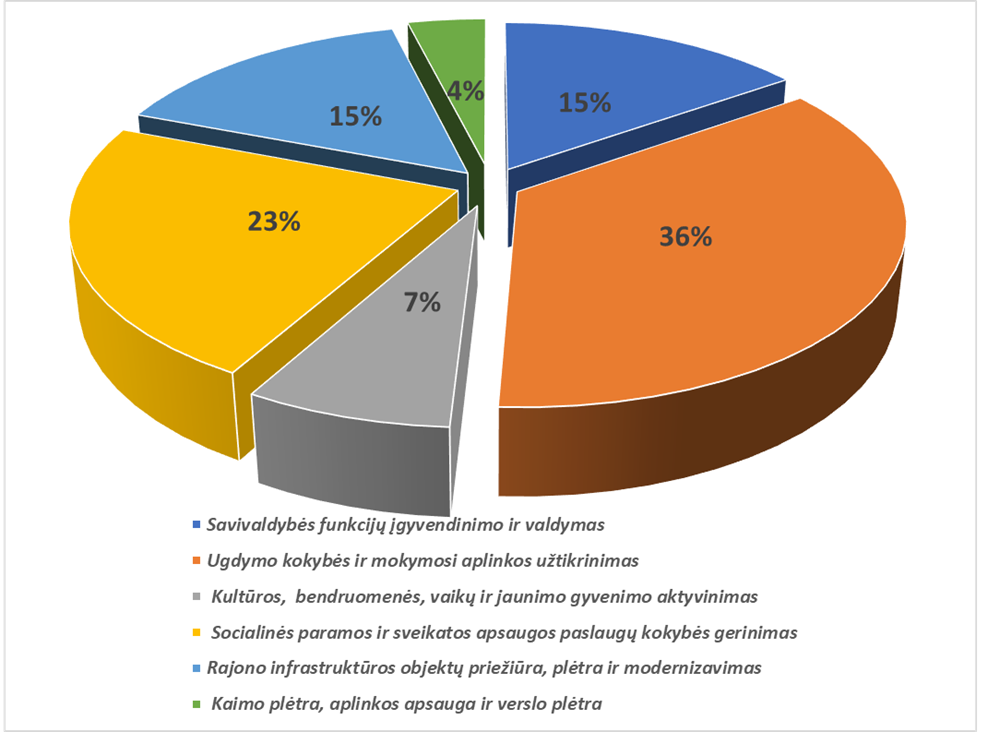 4%
15%
15%
23%
36%
7%
Savivaldybės funkcijų įgyvendinimo ir valdymas
Ugdymo kokybės ir mokymosi aplinkos užtikrinimas
Kultūros, bendruomenės, vaikų ir jaunimo gyvenimo aktyvinimas
Socialinės paramos ir sveikatos apsaugos paslaugų kokybės gerinimas
Rajono infrastruktūros objektų priežiūra, plėtra ir modernizavimas
Kaimo plėtra, aplinkos apsauga ir verslo plėtra